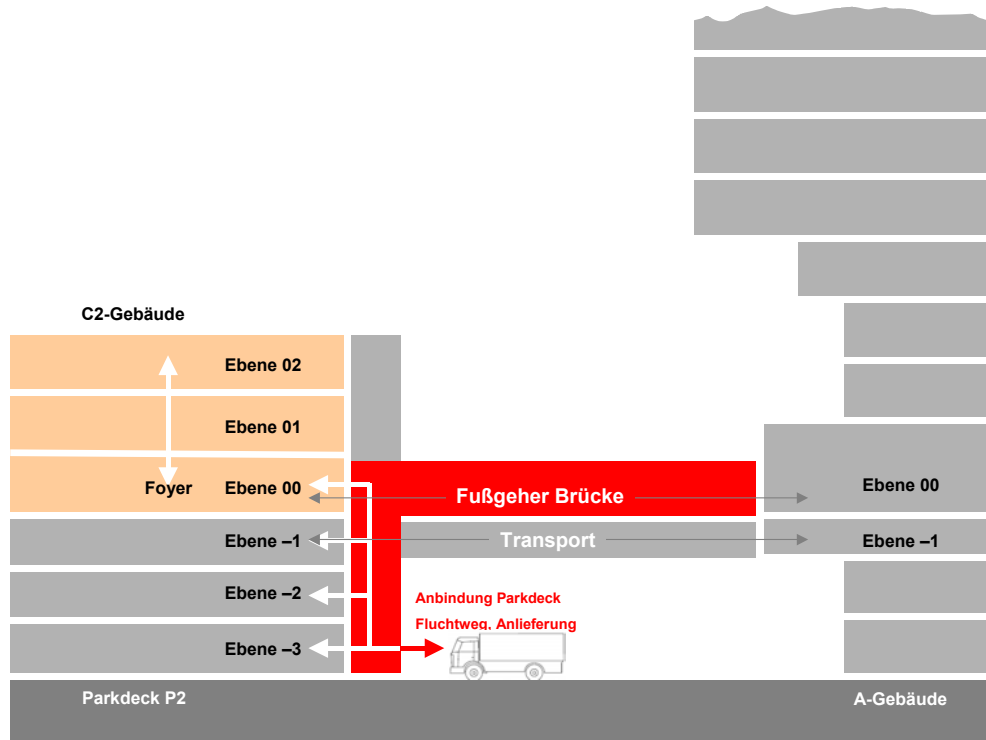 C2-Gebäude
Ebene 02
Ebene 01
Foyer Ebene 00
Fußgeher Brücke
Ebene 00
Ebene –1
Transport
Ebene –1
Ebene –2
Anbindung Parkdeck
Fluchtweg, Anlieferung
Ebene –3
Parkdeck P2
A-Gebäude